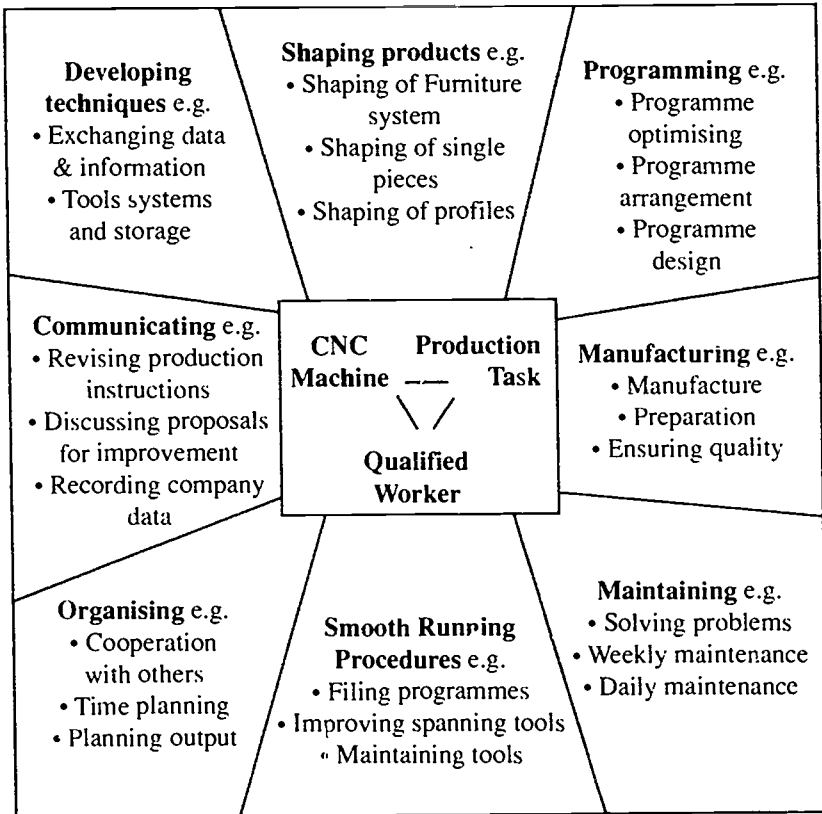 Developing
techniques e.g.
• Exchanging data
& information
• Tools systems
and storage
Shaping products e.g.
• Shaping of Furniture
system
• Shaping of single
pieces
• Shaping of profiles
Programming e.g.
• Programme
optimising
• Programme
arrangement
• Programme
design
Communicating e.g.
• Revising production
instructions
• Discussing proposals
for improvement
• Recording company
data
CNC Production
Machine Task
Qualified
Worker
Manufacturing e.g.
• Manufacture
• Preparation
• Ensuring quality
Organising e.g.
• Cooperation
with others
• Time planning
• Planning output
Smooth Running
Procedures e.g.
• Filing programmes
• Improving spanning tools
• Maintaining tools
Maintaining e.g.
• Solving problems
• Weekly maintenance
• Daily maintenance